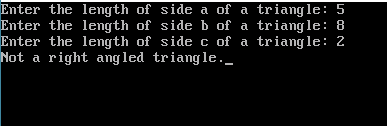 Enter the length of side a of a triangle: 5
Enter the length of side b of a triangle: 8
Enter the length of side c of a triangle: 2
Not a right angled triangle._